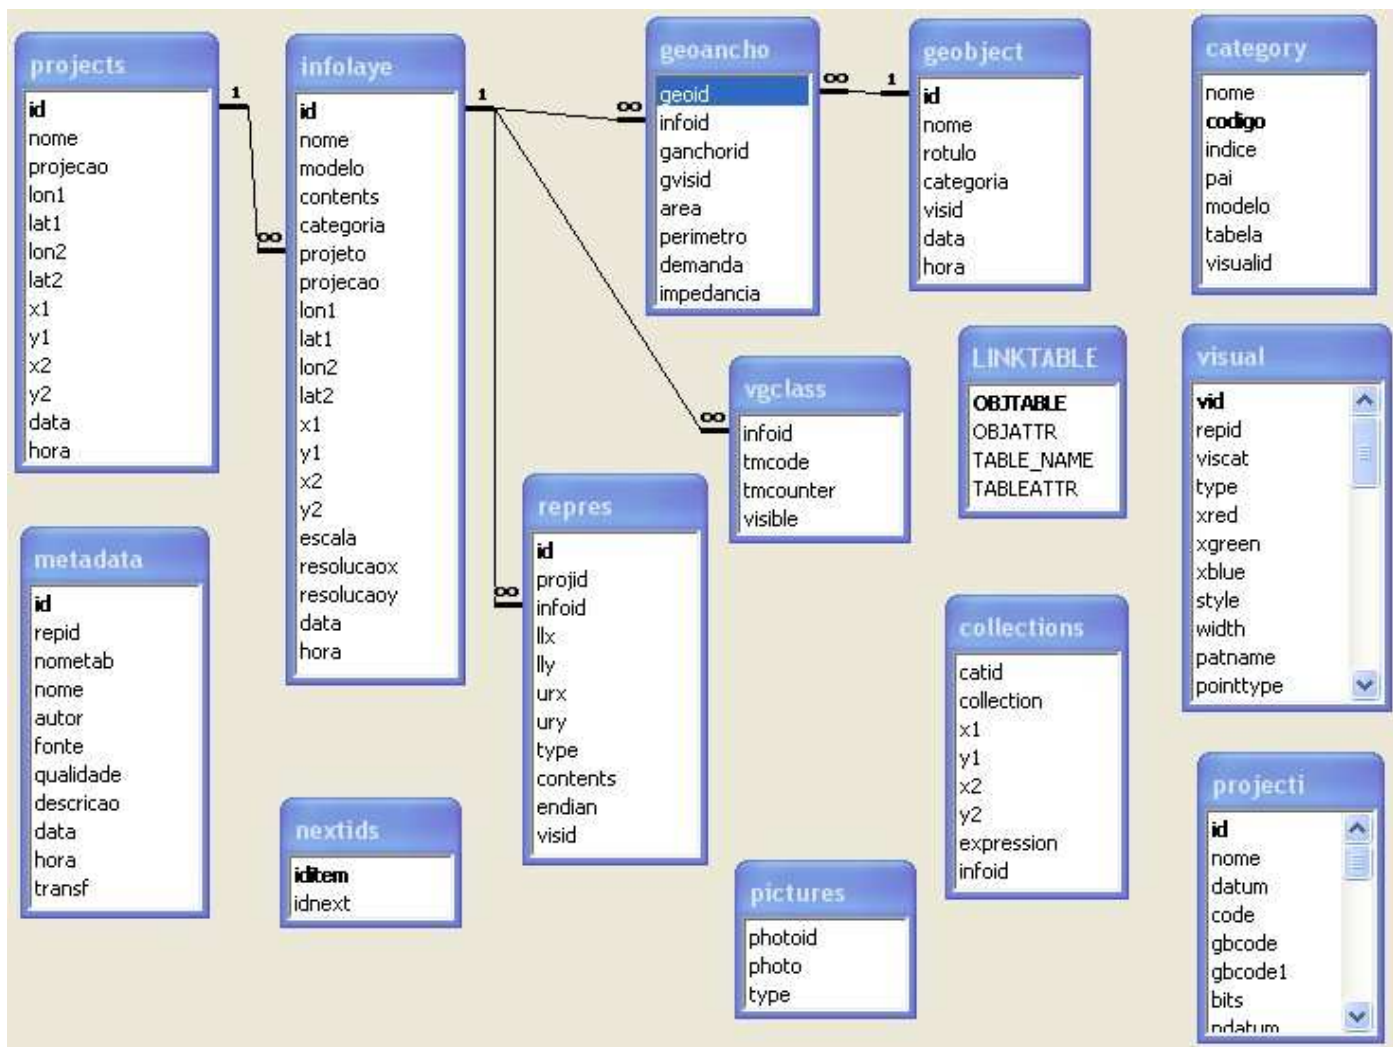 projects
id
nome
projecao
lon1
lat1
lon2
lat2
x1
y1
x2
y2
data
hora
1
∞
infolaye
id
nome
modelo
contents
categoria
projeto
projecao
lon1
lat1
lon2
lat2
x1
y1
x2
y2
escala
resolucaox
resolucaoy
data
hora
1
∞
geoancho
geoid
infoid
ganchorid
gvisid
area
perimetro
demanda
impedancia
∞
1
geobject
id
nome
rotulo
categoria
visid
data
hora
category
nome
codigo
indice
pai
modelo
tabela
visualid
∞
vgclass
infoid
tmcode
tmcounter
visible
LINKTABLE
OBJTABLE
OBJATTR
TABLE_NAME
TABLEATTR
visual
vid
repid
viscat
type
xred
xgreen
xblue
style
width
patname
pointtype
metadata
id
repid
nometab
nome
autor
fonte
qualidade
descricao
data
hora
transf
∞
repres
id
projid
infoid
llx
lly
urx
ury
type
contents
endian
visid
collections
catid
collection
x1
y1
x2
y2
expression
infoid
nextids
iditem
idnext
pictures
photoid
photo
type
projecti
id
nome
datum
code
gbcode
gbcode1
bits
pdatum